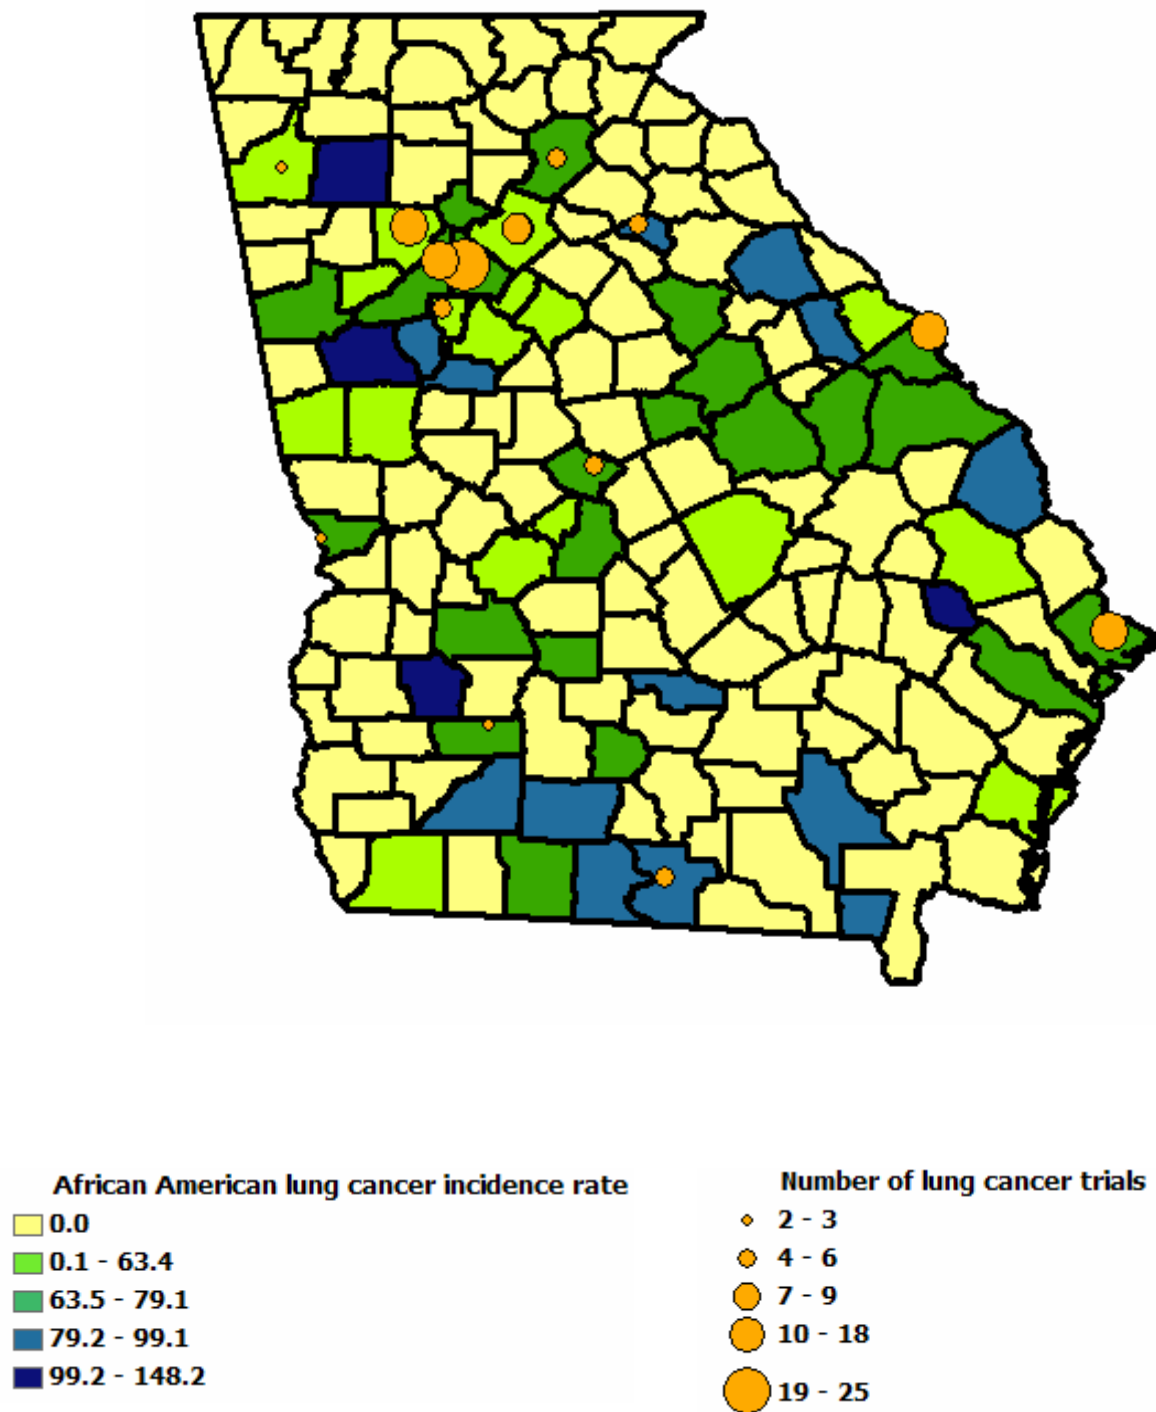 African American lung cancer incidence rate
0.0
0.1 - 63.4
63.5 - 79.1
79.2 - 99.1
99.2 - 148.2
Number of lung cancer trials
2 - 3
4 - 6
7 - 9
10 - 18
19 - 25